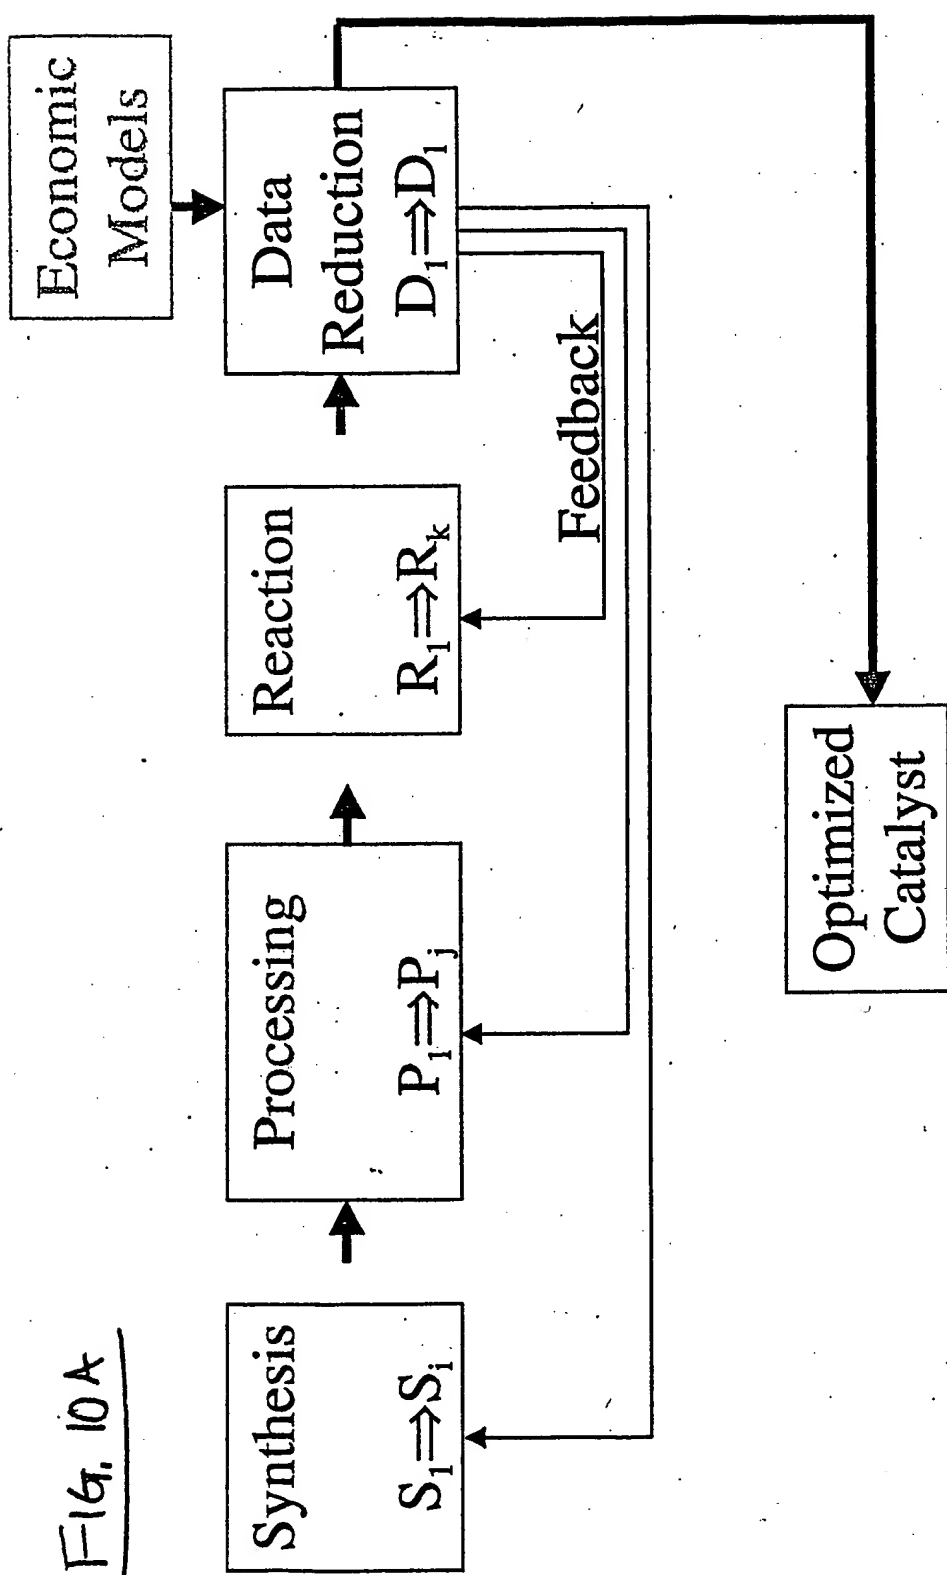 FIG. 10A
Economic
Models
Synthesis
S₁⇒Sᵢ
Processing
P₁⇒Pⱼ
Reaction
R₁⇒Rₖ
Data
Reduction
D₁⇒Dₗ
Feedback
Optimized
Catalyst